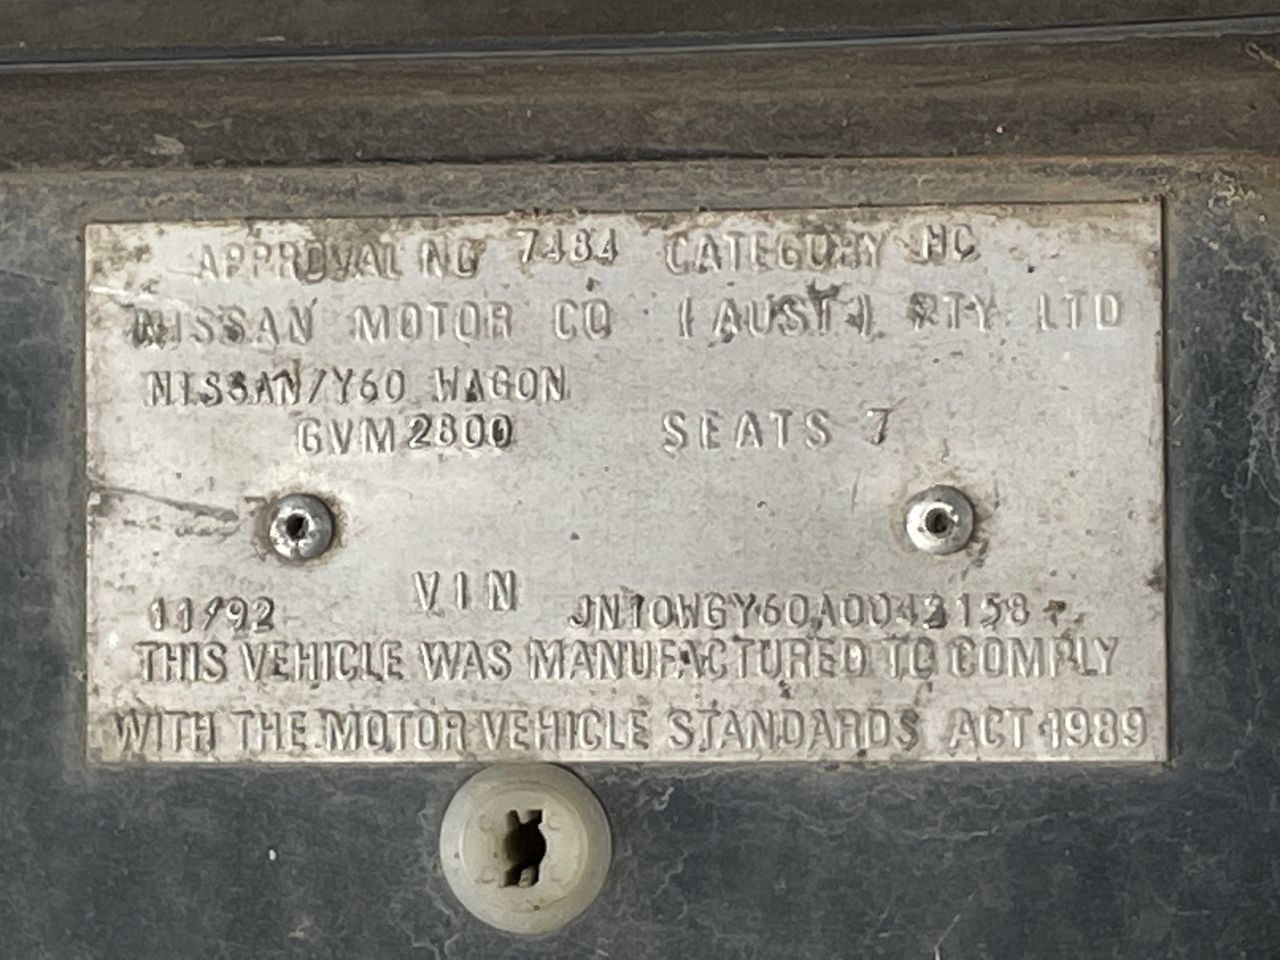 APPROVAL NO 7484 CATEGORY MC
NISSAN MOTOR CO (AUST) PTY LTD
NISSAN/Y60 WAGON
GVM 2800 SEATS 7
11/92 VIN JN10WGY60A0042158
THIS VEHICLE WAS MANUFACTURED TO COMPLY
WITH THE MOTOR VEHICLE STANDARDS ACT 1989